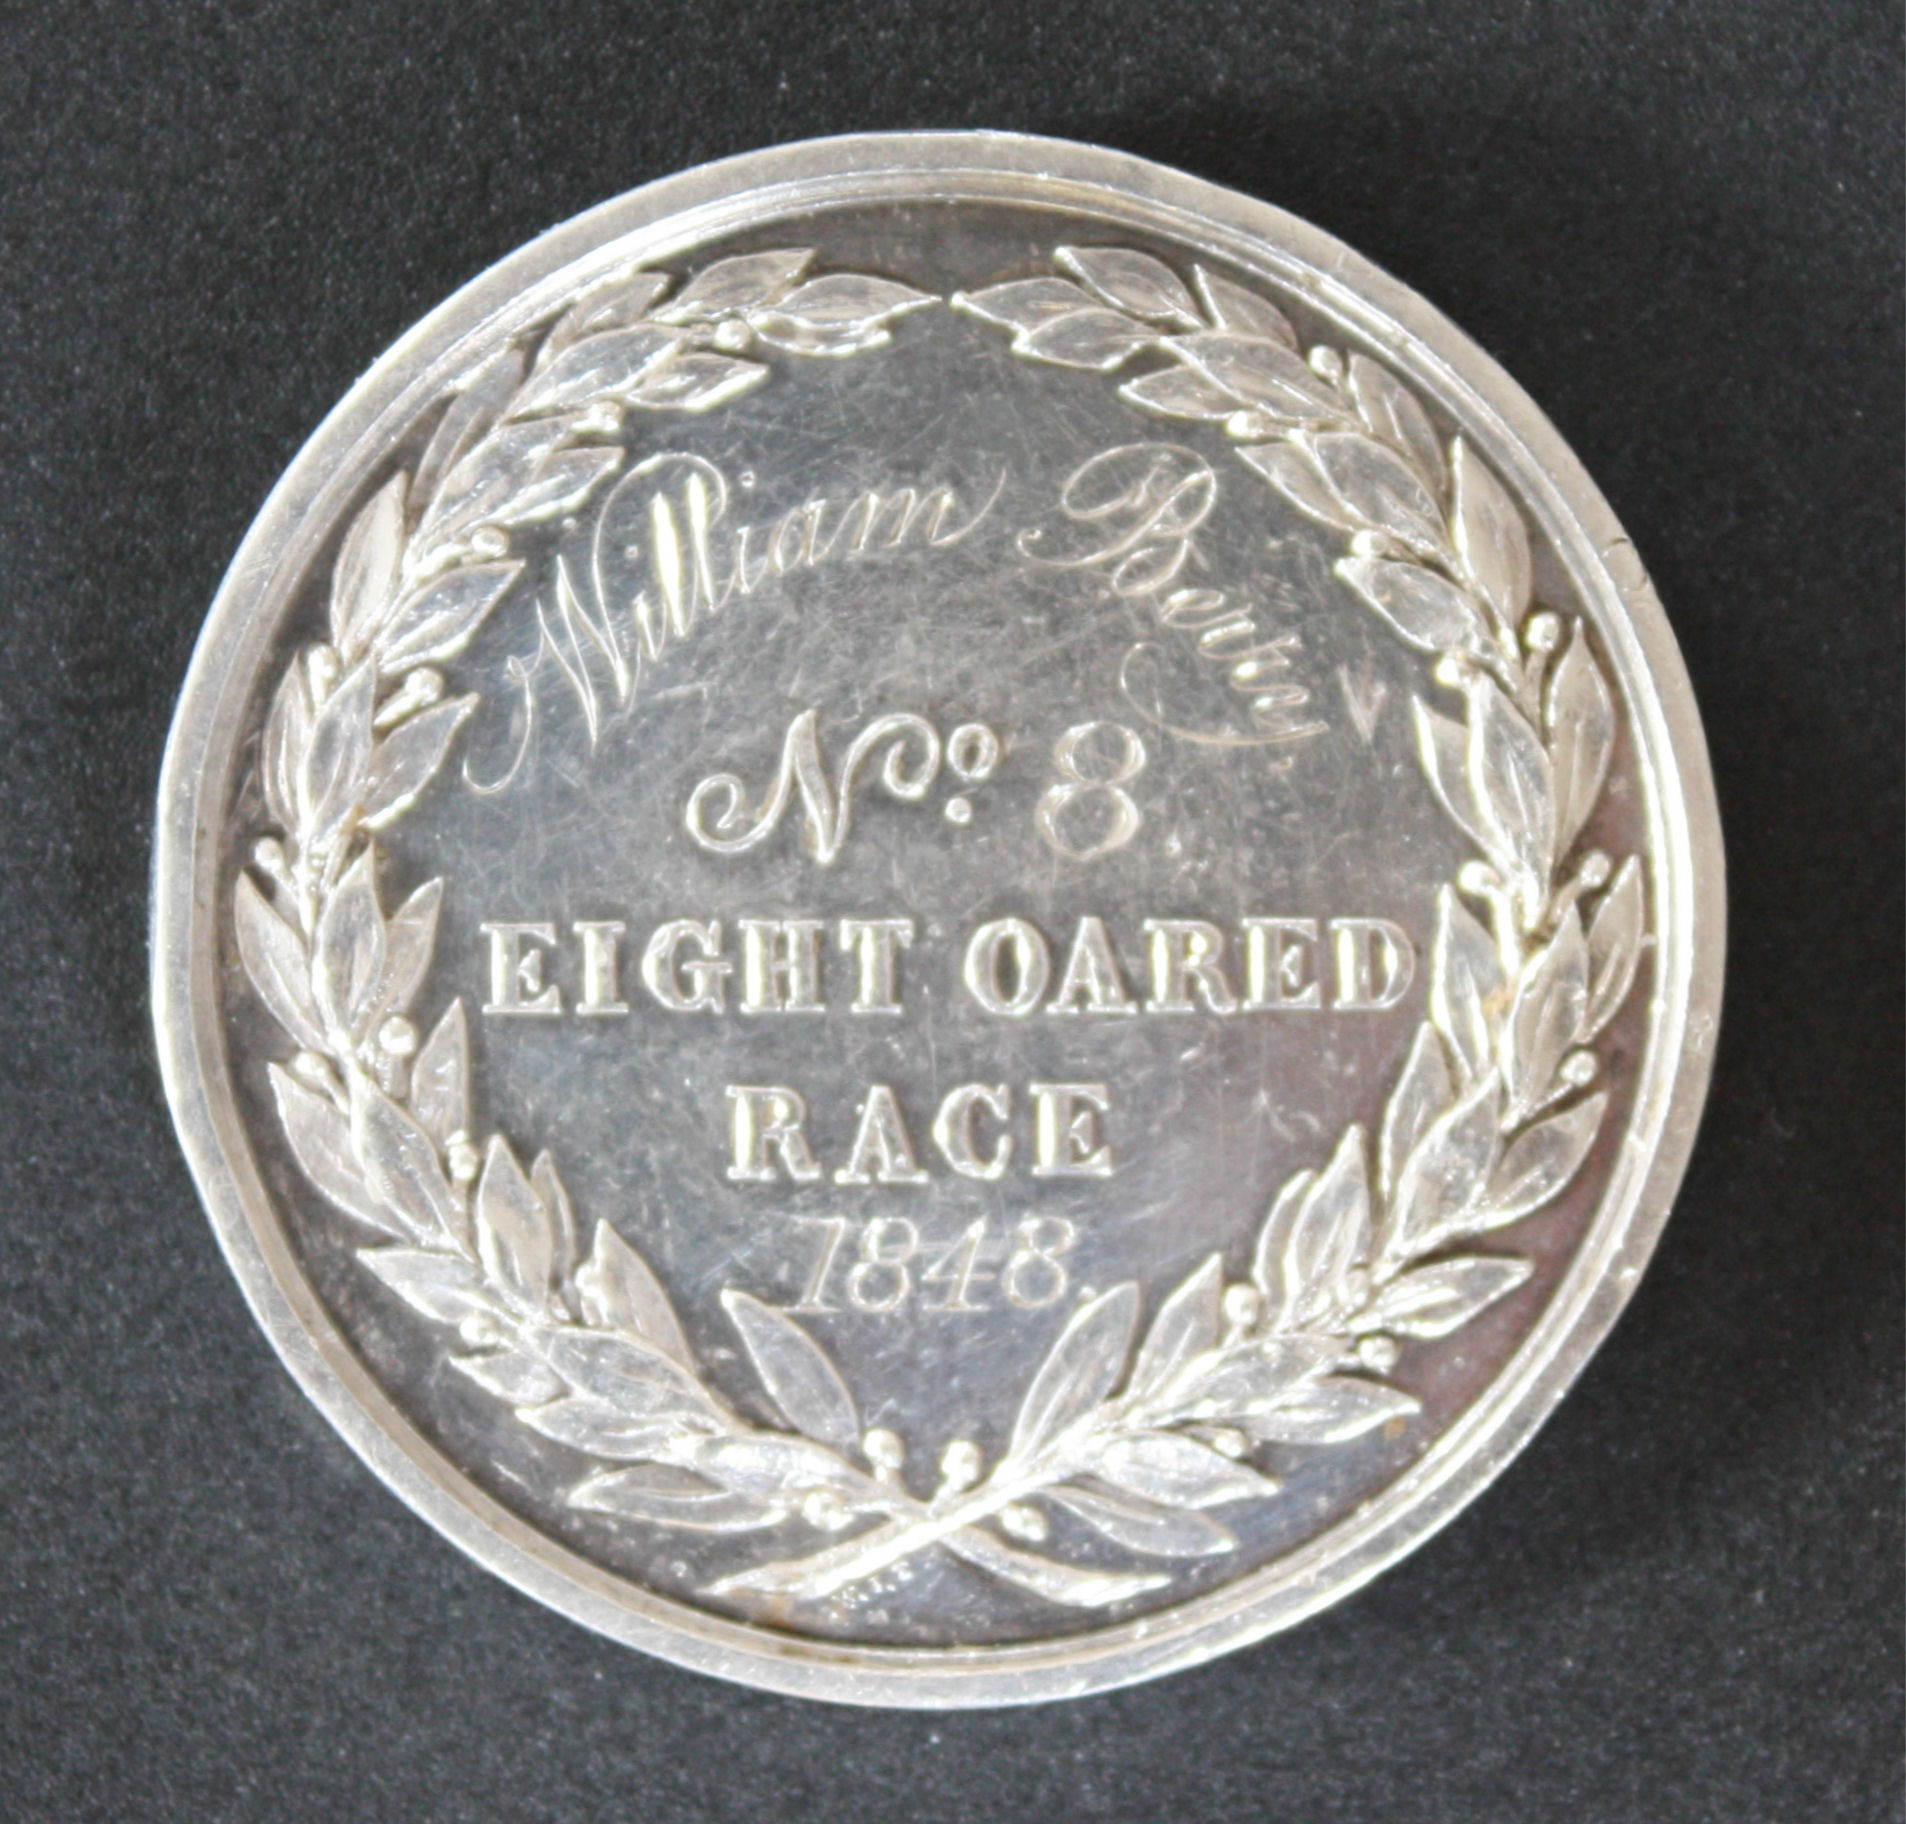 William Berry
No. 8
EIGHT OARED
RACE
1848.